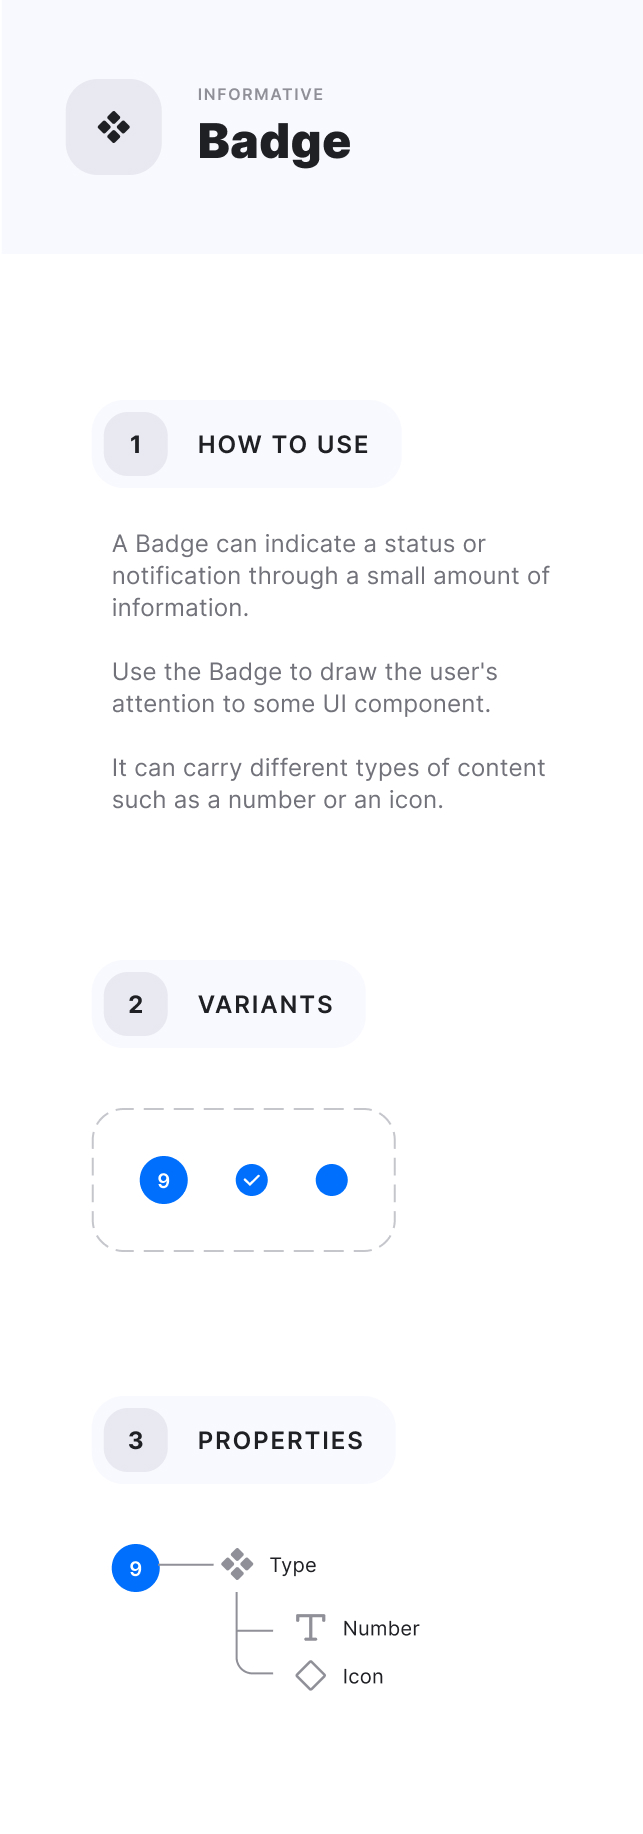 INFORMATIVE
Badge
1
HOW TO USE
A Badge can indicate a status or
notification through a small amount of
information.
Use the Badge to draw the user's
attention to some UI component.
It can carry different types of content
such as a number or an icon.
2
VARIANTS
9
3
PROPERTIES
9
Type
Number
Icon